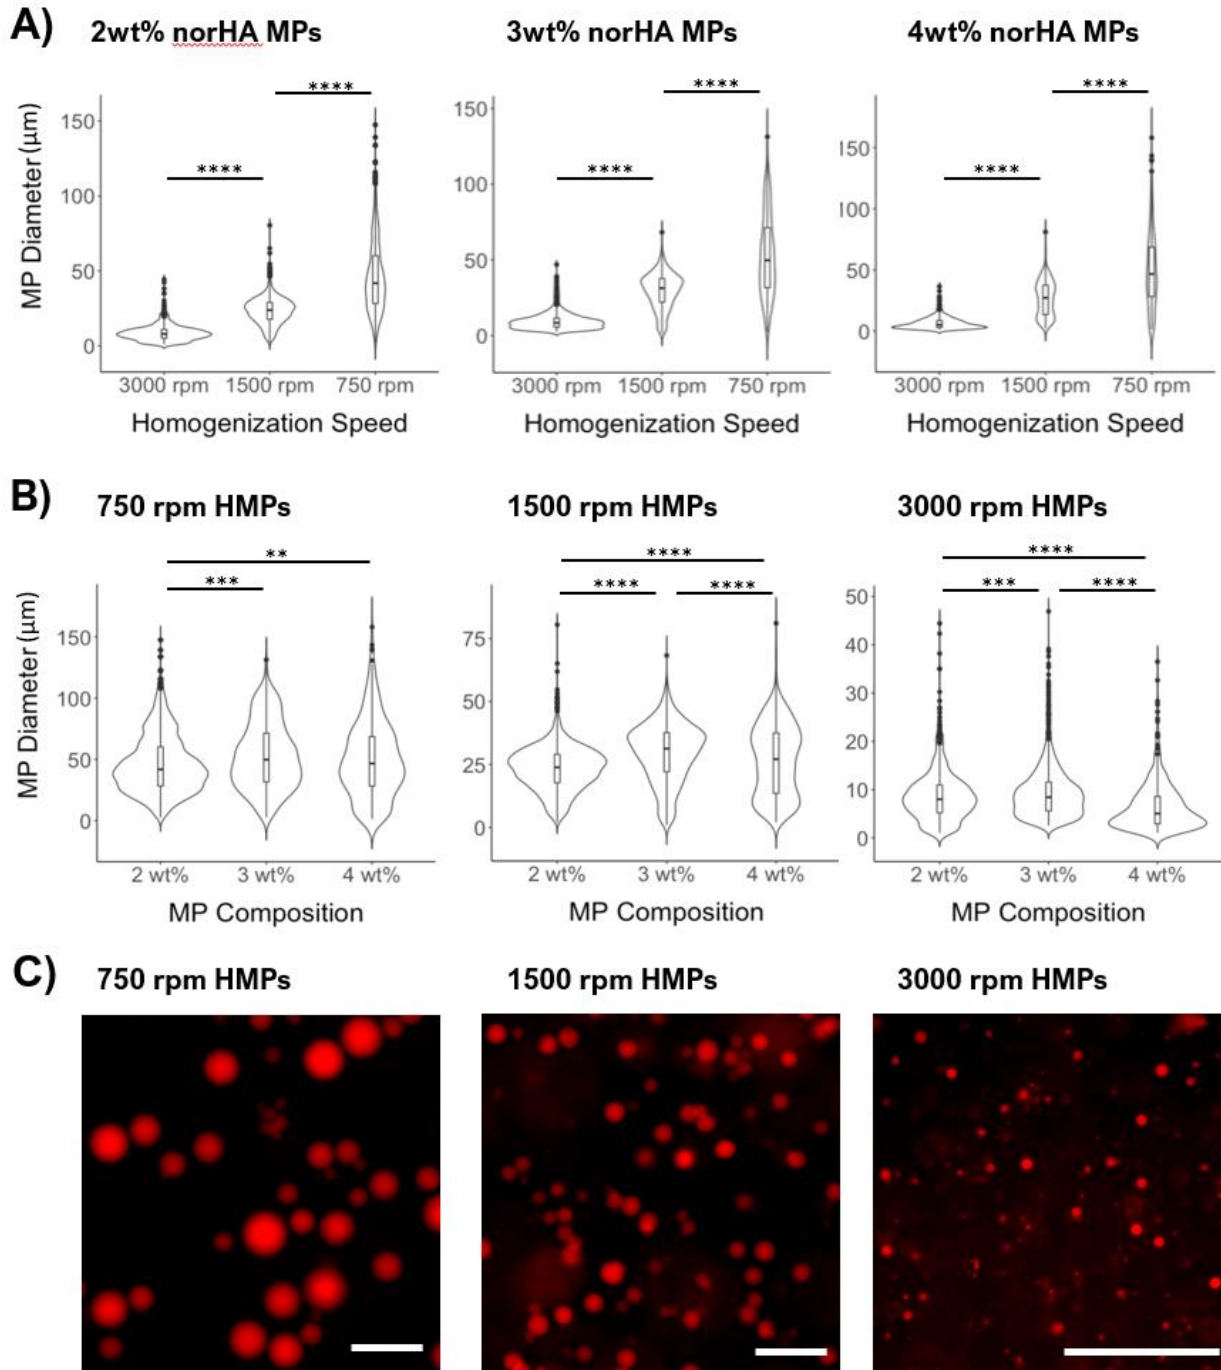 A)
2wt% norHA MPs 3wt% norHA MPs 4wt% norHA MPs
**** **** ****
**** **** ****
MP Diameter (μm)
150 100 50 0
150 100 50 0
150 100 50 0
3000 rpm 1500 rpm 750 rpm 3000 rpm 1500 rpm 750 rpm 3000 rpm 1500 rpm 750 rpm
Homogenization Speed Homogenization Speed Homogenization Speed
B)
750 rpm HMPs 1500 rpm HMPs 3000 rpm HMPs
** **** ****
*** **** **** *** ****
MP Diameter (μm)
150 100 50 0
75 50 25 0
50 40 30 20 10 0
2 wt% 3 wt% 4 wt% 2 wt% 3 wt% 4 wt% 2 wt% 3 wt% 4 wt%
MP Composition MP Composition MP Composition
C)
750 rpm HMPs 1500 rpm HMPs 3000 rpm HMPs